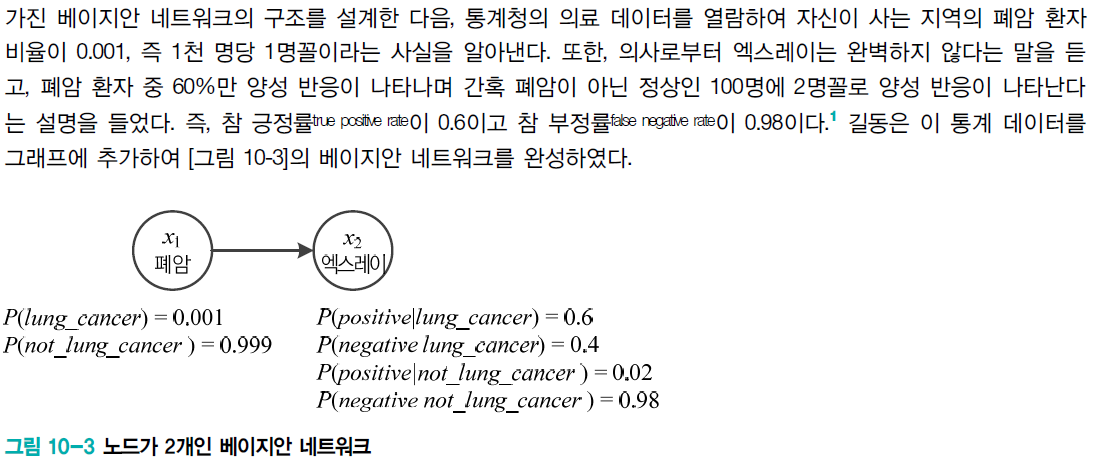 가진 베이지안 네트워크의 구조를 설계한 다음, 통계청의 의료 데이터를 열람하여 자신이 사는 지역의 폐암 환자
비율이 0.001, 즉 1천 명당 1명꼴이라는 사실을 알아낸다. 또한, 의사로부터 엑스레이는 완벽하지 않다는 말을 듣
고, 폐암 환자 중 60%만 양성 반응이 나타나며 간혹 폐암이 아닌 정상인 100명에 2명꼴로 양성 반응이 나타난다
는 설명을 들었다. 즉, 참 긍정률true positive rate이 0.6이고 참 부정률false negative rate이 0.98이다.1 길동은 이 통계 데이터를
그래프에 추가하여 [그림 10-3]의 베이지안 네트워크를 완성하였다.
x1
폐암
x2
엑스레이
P(lung_cancer) = 0.001
P(not_lung_cancer ) = 0.999
P(positive|lung_cancer) = 0.6
P(negative lung_cancer) = 0.4
P(positive|not_lung_cancer ) = 0.02
P(negative not_lung_cancer ) = 0.98
그림 10-3 노드가 2개인 베이지안 네트워크